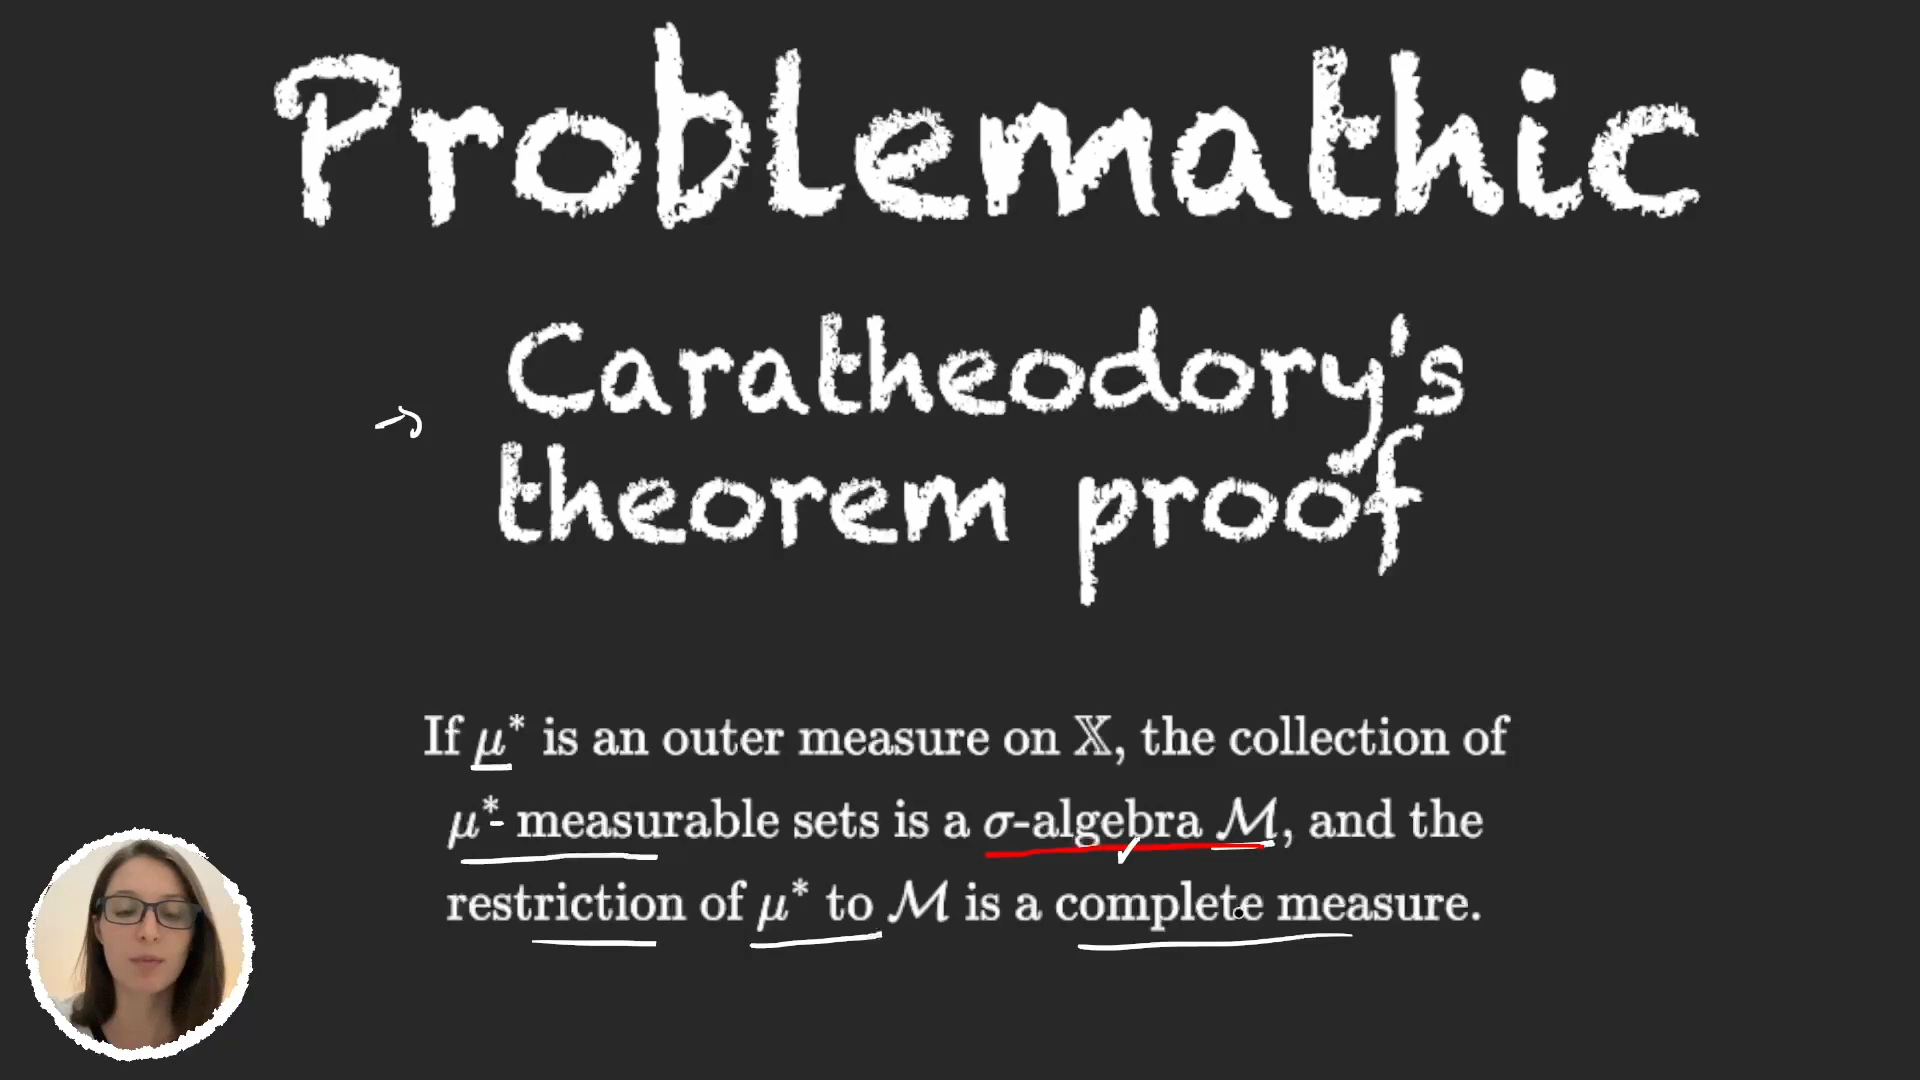 Problemathic
Caratheodory's
theorem proof
If μ* is an outer measure on 𝕏, the collection of
μ*- measurable sets is a σ-algebra ℳ, and the
restriction of μ* to ℳ is a complete measure.